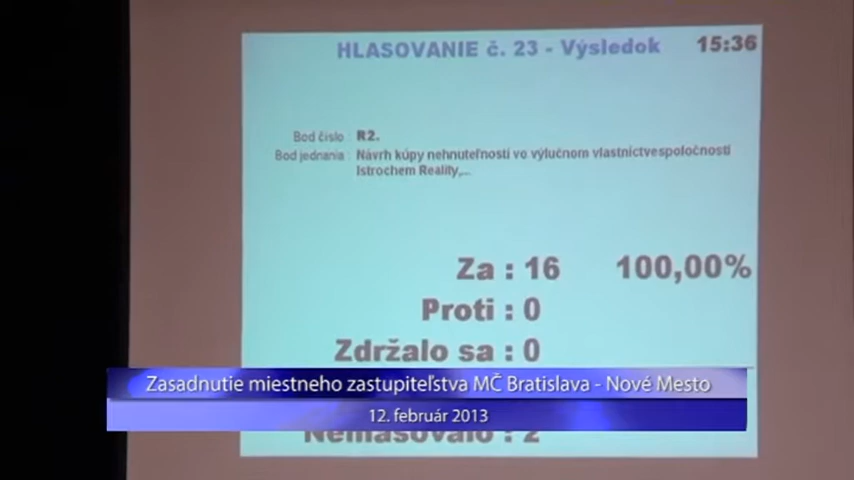 HLASOVANIE č. 23 - Výsledok 15:36
Bod číslo : R2.
Bod jednania : Návrh kúpy nehnuteľností vo výlučnom vlastníctvespoločnosti
Istrochem Reality,...
Za : 16 100,00%
Proti : 0
Zdržalo sa : 0
Zasadnutie miestneho zastupiteľstva MČ Bratislava - Nové Mesto
12. február 2013
Nehlasovalo : 2